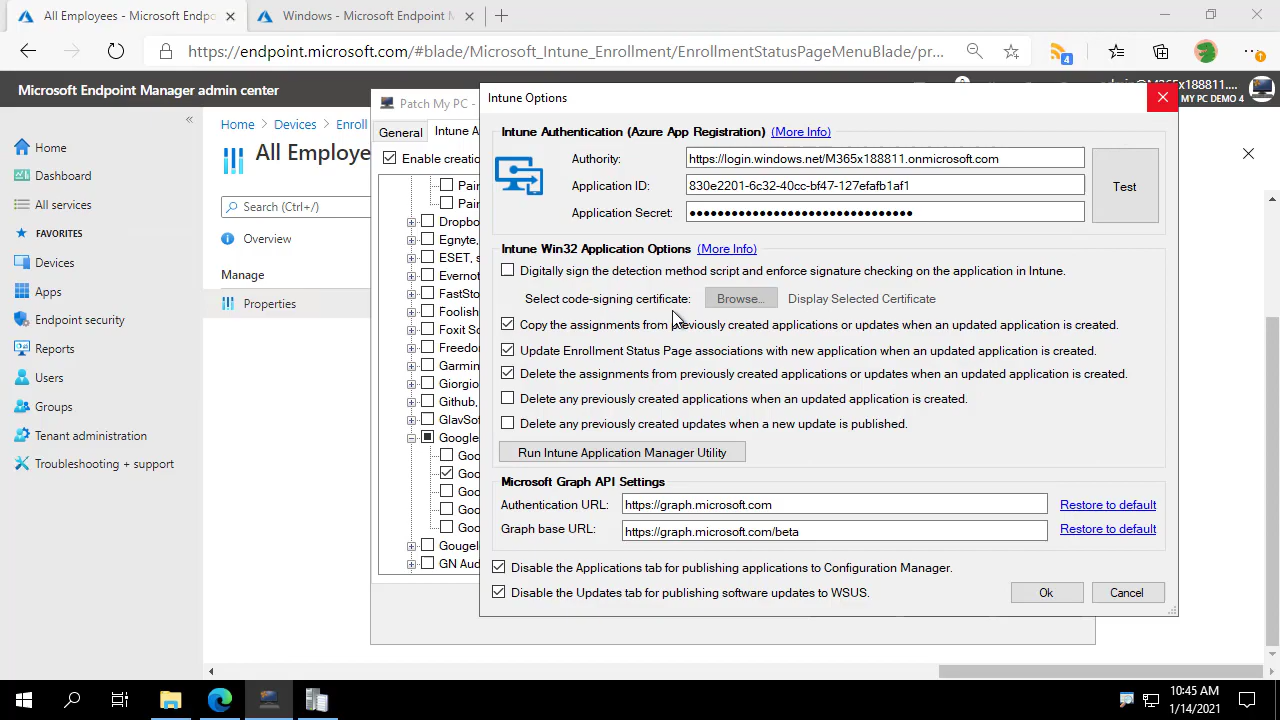 All Employees - Microsoft Endpo
Windows - Microsoft Endpoint M
https://endpoint.microsoft.com/#blade/Microsoft_Intune_Enrollment/EnrollmentStatusPageMenuBlade/pr...
4
Microsoft Endpoint Manager admin center
MY PC DEMO 4
Home
Dashboard
All services
FAVORITES
Devices
Apps
Endpoint security
Reports
Users
Groups
Tenant administration
Troubleshooting + support
Home > Devices > Enroll
All Employe
Search (Ctrl+/)
Overview
Manage
Properties
Patch My PC -
General
Intune A
Enable creatio
Pain
Pain
Dropbo
Egnyte,
ESET, s
Evernot
FastSto
Foolish
Foxit So
Freedo
Garmin
Giorgio
Github,
GlavSof
Google
Goo
Goo
Goo
Goo
Goo
Gougel
GN Aud
Intune Options
Intune Authentication (Azure App Registration) (More Info)
Authority: https://login.windows.net/M365x188811.onmicrosoft.com
Application ID: 830e2201-6c32-40cc-bf47-127efafb1af1
Application Secret: ●●●●●●●●●●●●●●●●●●●●●●●●●●●●●●●●
Test
Intune Win32 Application Options (More Info)
Digitally sign the detection method script and enforce signature checking on the application in Intune.
Select code-signing certificate: Browse... Display Selected Certificate
Copy the assignments from previously created applications or updates when an updated application is created.
Update Enrollment Status Page associations with new application when an updated application is created.
Delete the assignments from previously created applications or updates when an updated application is created.
Delete any previously created applications when an updated application is created.
Delete any previously created updates when a new update is published.
Run Intune Application Manager Utility
Microsoft Graph API Settings
Authentication URL: https://graph.microsoft.com Restore to default
Graph base URL: https://graph.microsoft.com/beta Restore to default
Disable the Applications tab for publishing applications to Configuration Manager.
Disable the Updates tab for publishing software updates to WSUS.
Ok
Cancel
10:45 AM
1/14/2021